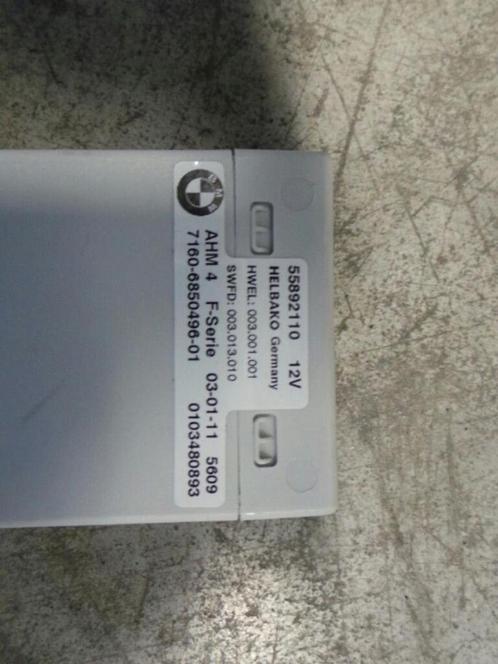 55892110 12V
HELBAKO Germany
HWEL: 003.001.001
SWFD: 003.013.010
BMW
AHM 4 F-Serie 03-01-11 5609
7160-6850496-01 0103480893